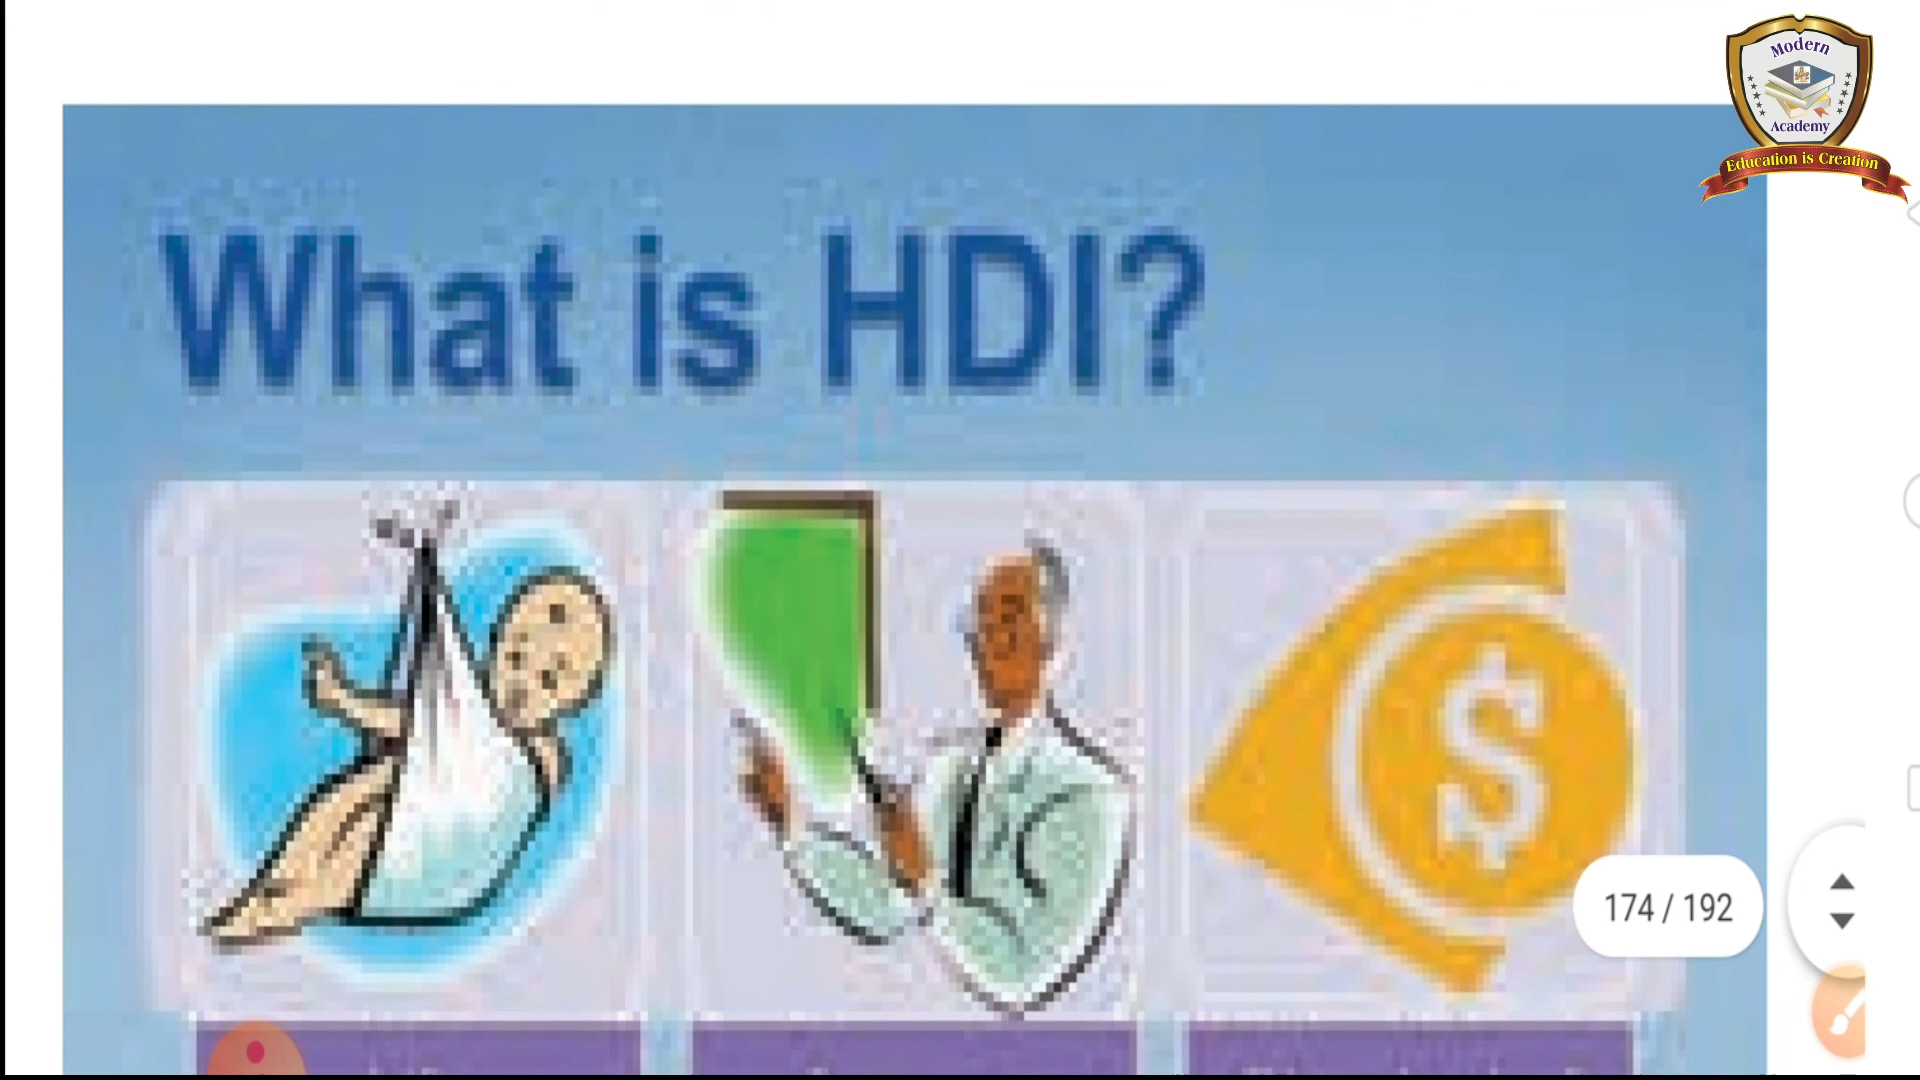 Modern
Academy
Education is Creation
What is HDI?
$
174 / 192